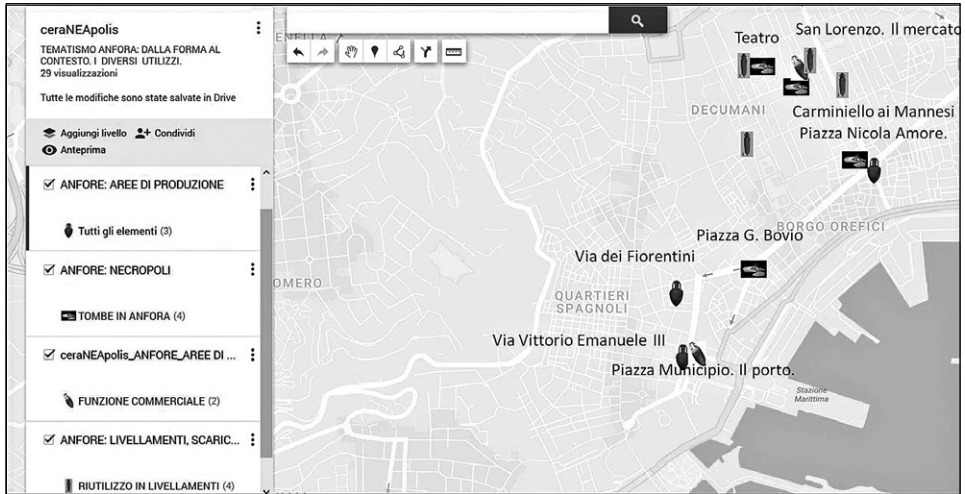 ceraNEApolis
TEMATISMO ANFORA: DALLA FORMA AL
CONTESTO. I DIVERSI UTILIZZI.
29 visualizzazioni
Tutte le modifiche sono state salvate in Drive
Aggiungi livello
Condividi
Anteprima
ANFORE: AREE DI PRODUZIONE
Tutti gli elementi (3)
ANFORE: NECROPOLI
TOMBE IN ANFORA (4)
ceraNEApolis_ANFORE_AREE DI ...
FUNZIONE COMMERCIALE (2)
ANFORE: LIVELLAMENTI, SCARIC...
RIUTILIZZO IN LIVELLAMENTI (4)
San Lorenzo. Il mercato
Teatro
DECUMANI
Carminiello ai Mannesi
Piazza Nicola Amore.
BORGO OREFICI
Piazza G. Bovio
Via dei Fiorentini
OMERO
QUARTIERI
SPAGNOLI
Via Vittorio Emanuele III
Piazza Municipio. Il porto.
Stazione
Marittima